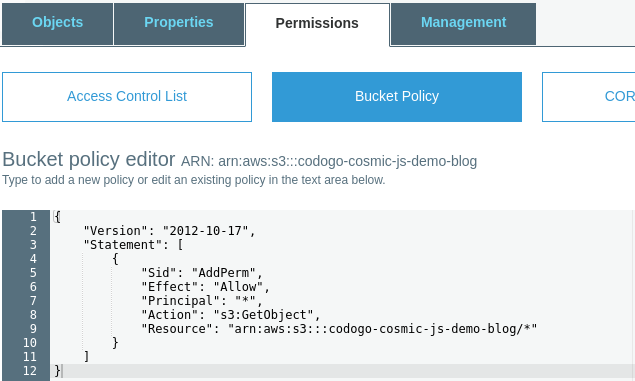 Objects Properties Permissions Management
Access Control List Bucket Policy COR
Bucket policy editor ARN: arn:aws:s3:::codogo-cosmic-js-demo-blog
Type to add a new policy or edit an existing policy in the text area below.
1 {
2 "Version": "2012-10-17",
3 "Statement": [
4 {
5 "Sid": "AddPerm",
6 "Effect": "Allow",
7 "Principal": "*",
8 "Action": "s3:GetObject",
9 "Resource": "arn:aws:s3:::codogo-cosmic-js-demo-blog/*"
10 }
11 ]
12 }